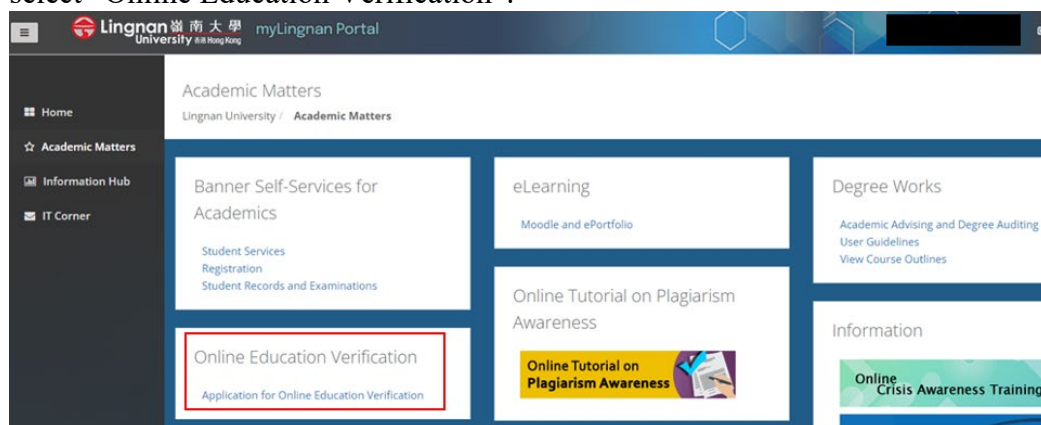 select "Online Education Verification".
Lingnan 嶺南大學 myLingnan Portal
University 香港 Hong Kong
Academic Matters
Lingnan University / Academic Matters
Home
Academic Matters
Information Hub
IT Corner
Banner Self-Services for
Academics
Student Services
Registration
Student Records and Examinations
Online Education Verification
Application for Online Education Verification
eLearning
Moodle and ePortfolio
Online Tutorial on Plagiarism
Awareness
Online Tutorial on
Plagiarism Awareness
Degree Works
Academic Advising and Degree Auditing
User Guidelines
View Course Outlines
Information
Online
Crisis Awareness Training